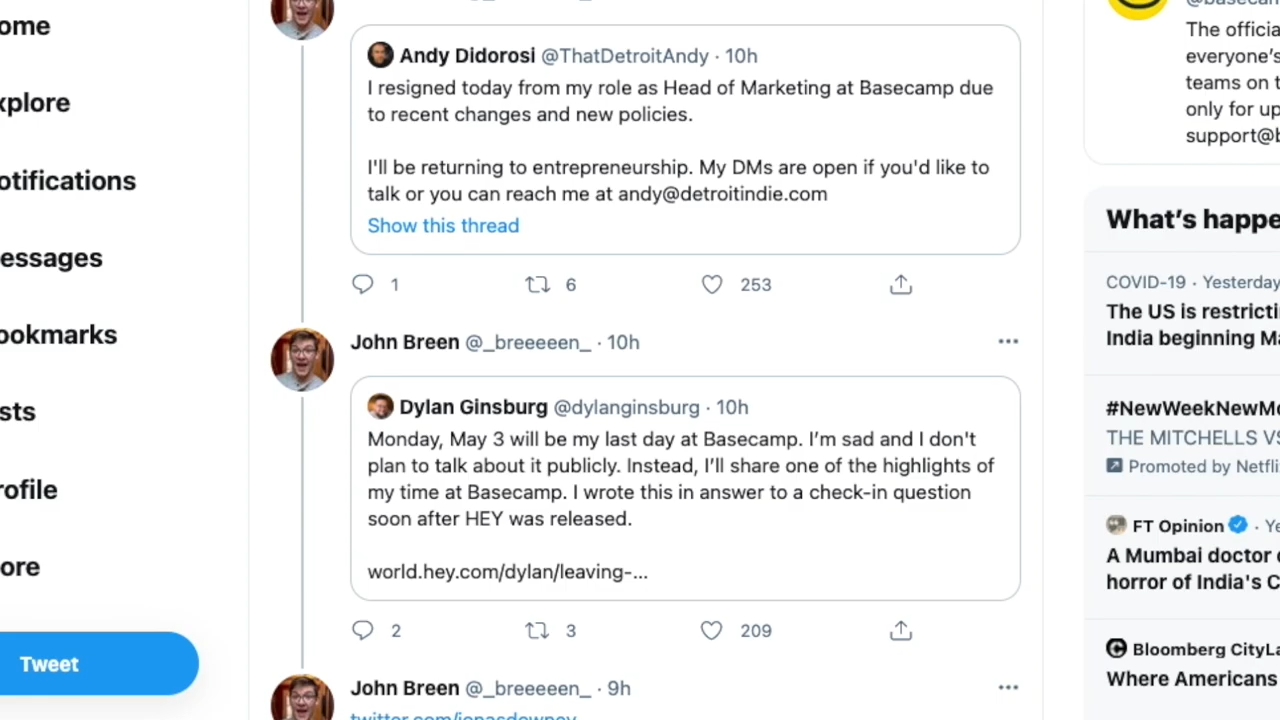 ome
xplore
otifications
essages
ookmarks
sts
rofile
ore
Tweet
Andy Didorosi @ThatDetroitAndy · 10h
I resigned today from my role as Head of Marketing at Basecamp due
to recent changes and new policies.
I'll be returning to entrepreneurship. My DMs are open if you'd like to
talk or you can reach me at andy@detroitindie.com
Show this thread
1 6 253
John Breen @_breeeeen_ · 10h
Dylan Ginsburg @dylanginsburg · 10h
Monday, May 3 will be my last day at Basecamp. I’m sad and I don't
plan to talk about it publicly. Instead, I’ll share one of the highlights of
my time at Basecamp. I wrote this in answer to a check-in question
soon after HEY was released.
world.hey.com/dylan/leaving-...
2 3 209
John Breen @_breeeeen_ · 9h
twitter.com/jonasdowney
@baseca
The officia
everyone’s
teams on t
only for up
support@b
What’s happe
COVID-19 · Yesterday
The US is restricti
India beginning Ma
#NewWeekNewMo
THE MITCHELLS VS
Promoted by Netfli
FT Opinion · Ye
A Mumbai doctor o
horror of India's C
Bloomberg CityLa
Where Americans